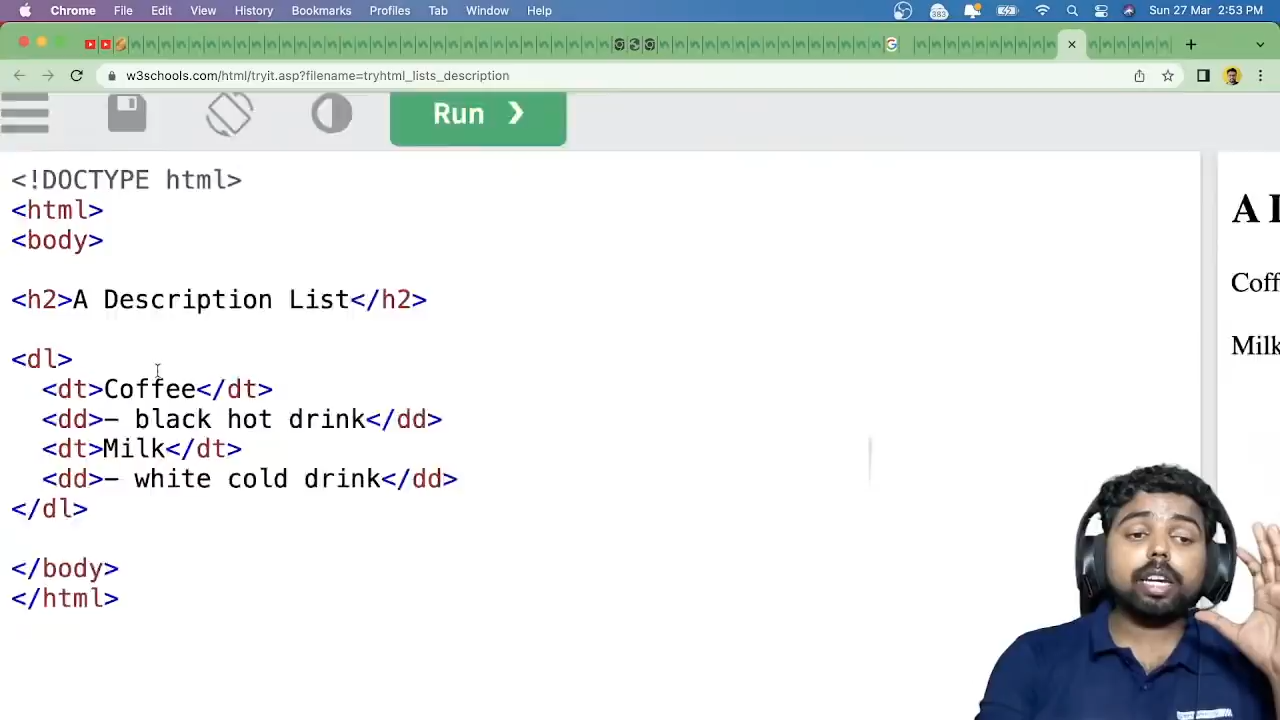 Chrome File Edit View History Bookmarks Profiles Tab Window Help 383 Sun 27 Mar 2:53 PM
w3schools.com/html/tryit.asp?filename=tryhtml_lists_description
Run ❯
<!DOCTYPE html>
<html>
<body>
<h2>A Description List</h2>
<dl>
<dt>Coffee</dt>
<dd>- black hot drink</dd>
<dt>Milk</dt>
<dd>- white cold drink</dd>
</dl>
</body>
</html>
A D
Coff
Milk